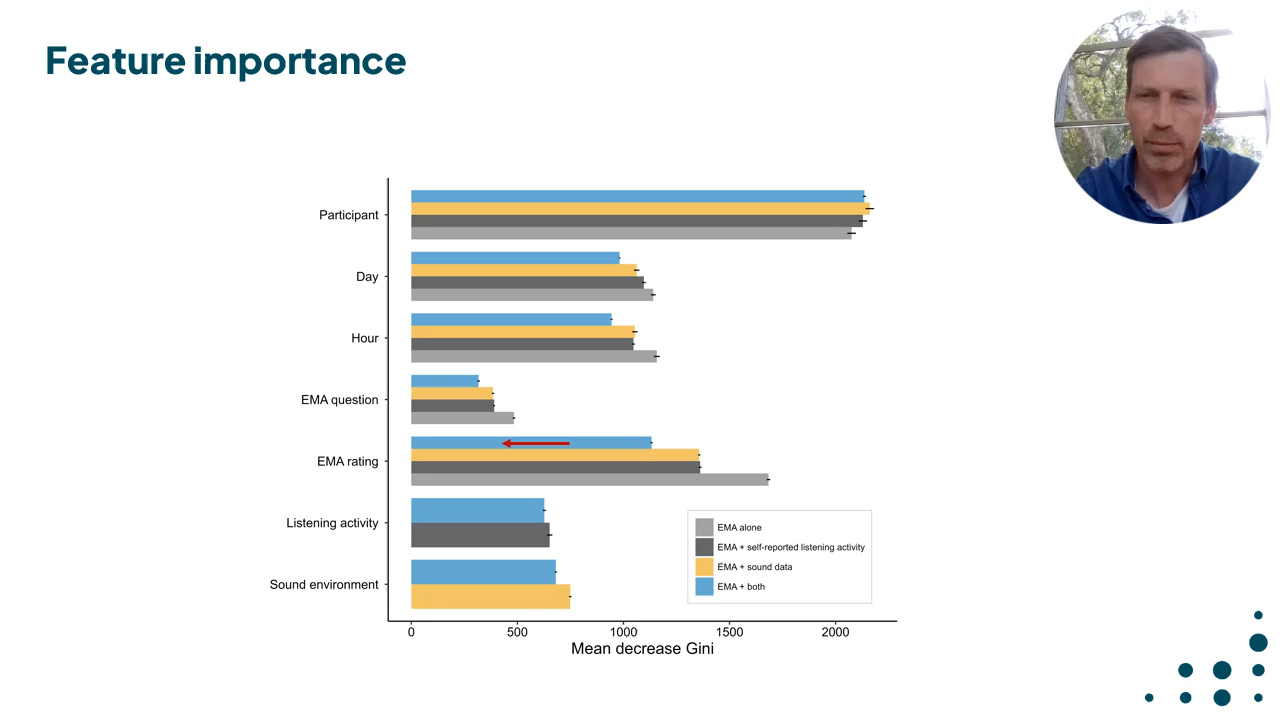 Feature importance
Participant
Day
Hour
EMA question
EMA rating
Listening activity
Sound environment
EMA alone
EMA + self-reported listening activity
EMA + sound data
EMA + both
0 500 1000 1500 2000
Mean decrease Gini